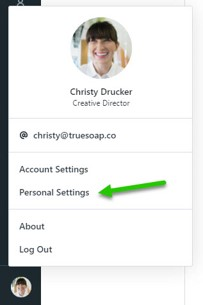 Christy Drucker
Creative Director
@ christy@truesoap.co
Account Settings
Personal Settings
About
Log Out